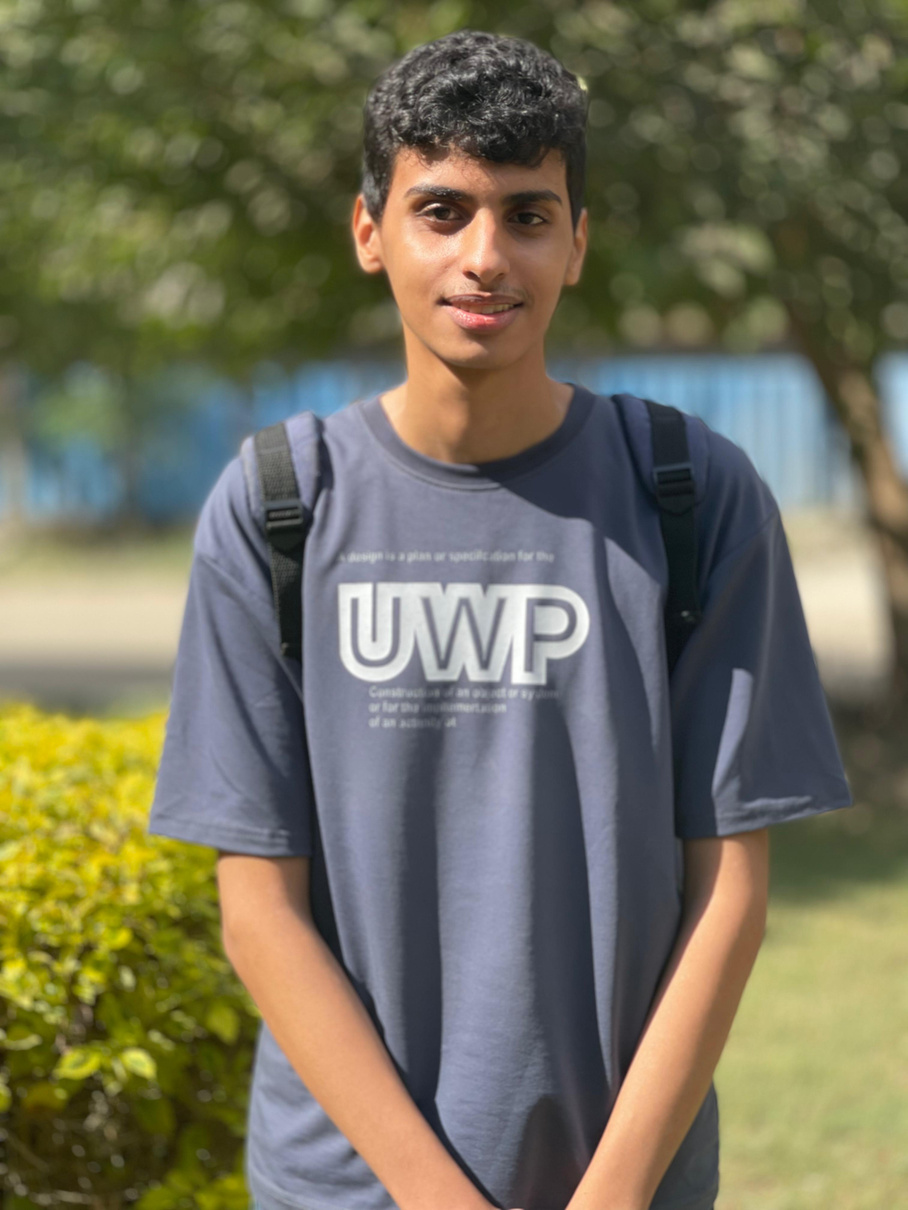 A design is a plan or specification for the
UWP
Construction of an object or system
or for the implementation
of an activity or